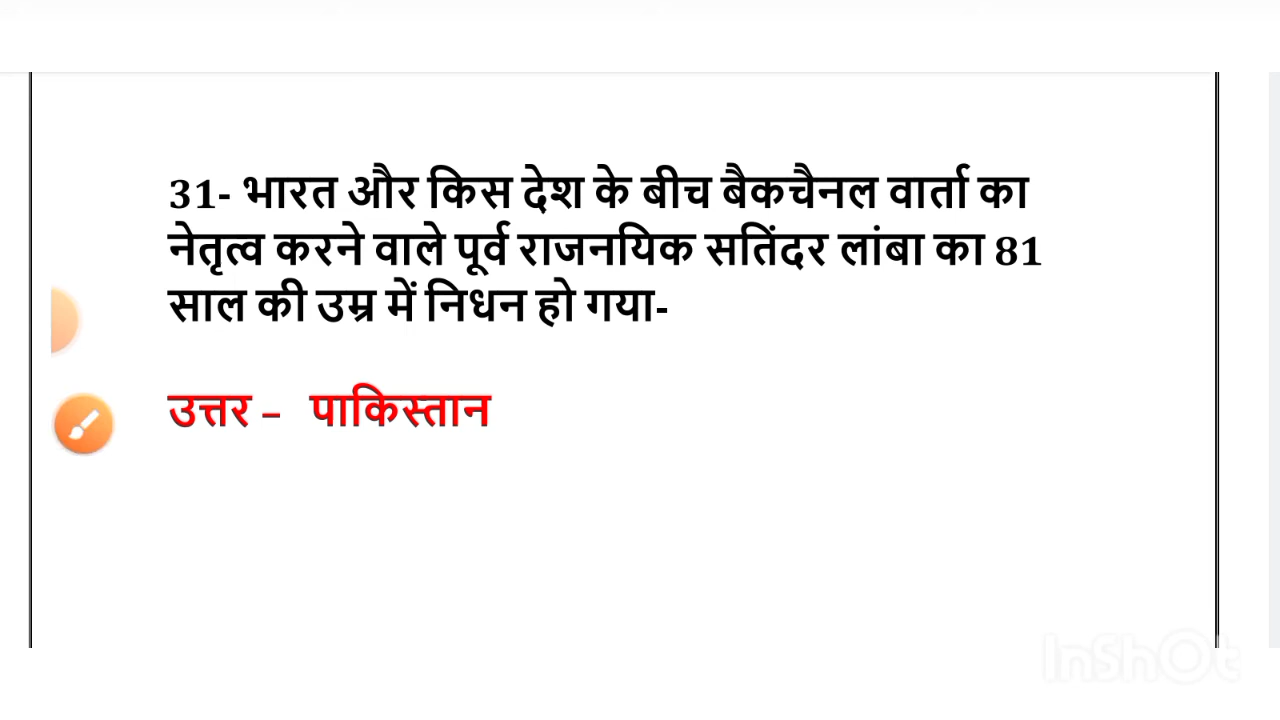 31- भारत और किस देश के बीच बैकचैनल वार्ता का
नेतृत्व करने वाले पूर्व राजनयिक सतिंदर लांबा का 81
साल की उम्र में निधन हो गया-
उत्तर – पाकिस्तान
InShOt